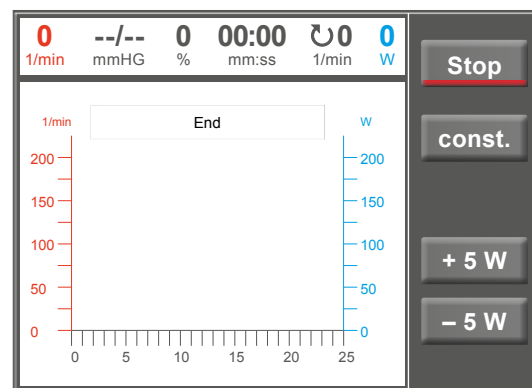 0 --/-- 0 00:00 ↻0 0
1/min mmHG % mm:ss 1/min W
Stop
1/min End W
const.
200 200
150 150
100 100
+ 5 W
50 50
– 5 W
0 0
0 5 10 15 20 25